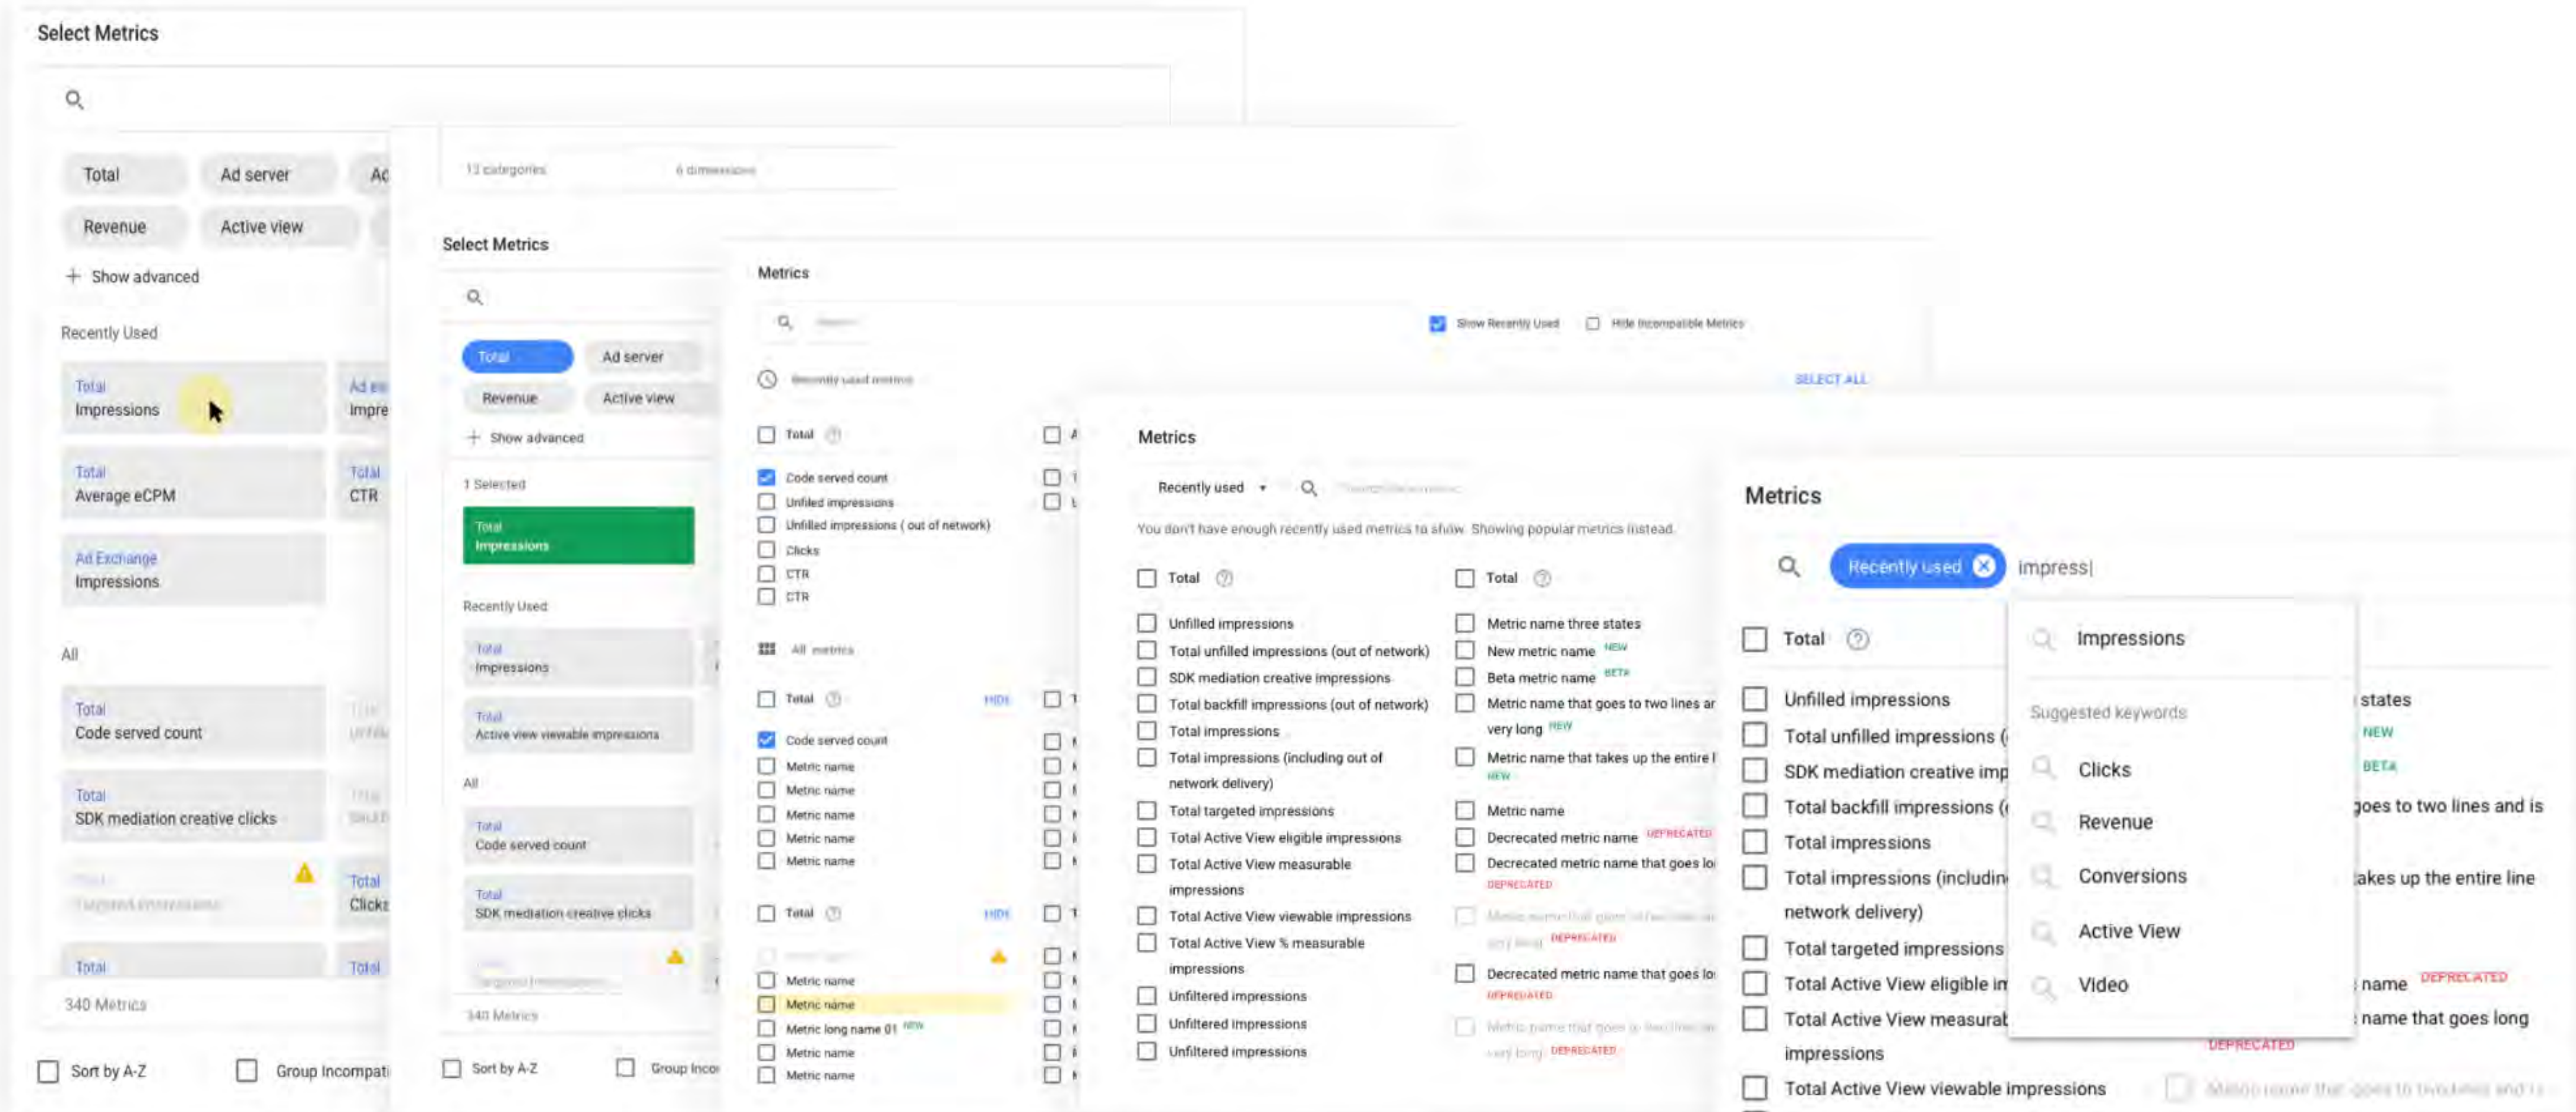 Select Metrics
Total
Ad server
Revenue
Active view
+ Show advanced
Recently Used
Total
Impressions
Total
Average eCPM
Total
CTR
Ad Exchange
Impressions
All
Total
Code served count
Total
SDK mediation creative clicks
Total
Total
Total
340 Metrics
Sort by A-Z
13 categories
6 dimensions
Select Metrics
Total
Ad server
Revenue
Active view
+ Show advanced
1 Selected
Total
Impressions
Recently Used
Total
Impressions
Total
Active view viewable impressions
All
Total
Code served count
Total
SDK mediation creative clicks
340 Metrics
Sort by A-Z
Metrics
Show Recently Used
Hide Incompatible Metrics
Recently used metrics
SELECT ALL
Total
Code served count
Unfiled impressions
Unfilled impressions ( out of network)
Clicks
CTR
CTR
All metrics
Total
HIDE
Code served count
Metric name
Metric name
Metric name
Metric name
Metric name
Total
HIDE
Metric name
Metric name
Metric long name 01 NEW
Metric name
Metric name
Metrics
Recently used
You don't have enough recently used metrics to show. Showing popular metrics instead.
Total
Unfilled impressions
Total unfilled impressions (out of network)
SDK mediation creative impressions
Total backfill impressions (out of network)
Total impressions
Total impressions (including out of
network delivery)
Total targeted impressions
Total Active View eligible impressions
Total Active View measurable
impressions
Total Active View viewable impressions
Total Active View % measurable
impressions
Unfiltered impressions
Unfiltered impressions
Unfiltered impressions
Total
Metric name three states
New metric name NEW
Beta metric name BETA
Metric name that goes to two lines
very long NEW
Metric name that takes up the entire
NEW
Metric name
Decrecated metric name DEPRECATED
Decrecated metric name that goes
DEPRECATED
DEPRECATED
Decrecated metric name that goes
DEPRECATED
very long DEPRECATED
Metrics
Recently used
impress
Total
Unfilled impressions
Total unfilled impressions
SDK mediation creative
Total backfill impressions
Total impressions
Total impressions
network delivery)
Total targeted impressions
Total Active View eligible
Total Active View
impressions
Total Active View viewable impressions
Impressions
Suggested keywords
Clicks
Revenue
Conversions
Active View
Video
states
NEW
BETA
goes to two lines and is
up the entire line
name DEPRECATED
name that goes long
DEPRECATED